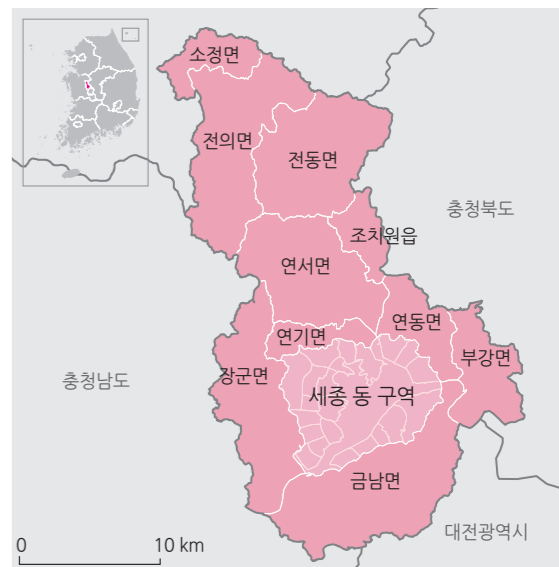 소정면
전의면
전동면
충청북도
조치원읍
연서면
연동면
연기면
부강면
장군면
충청남도
세종 동 구역
금남면
대전광역시
0 10 km